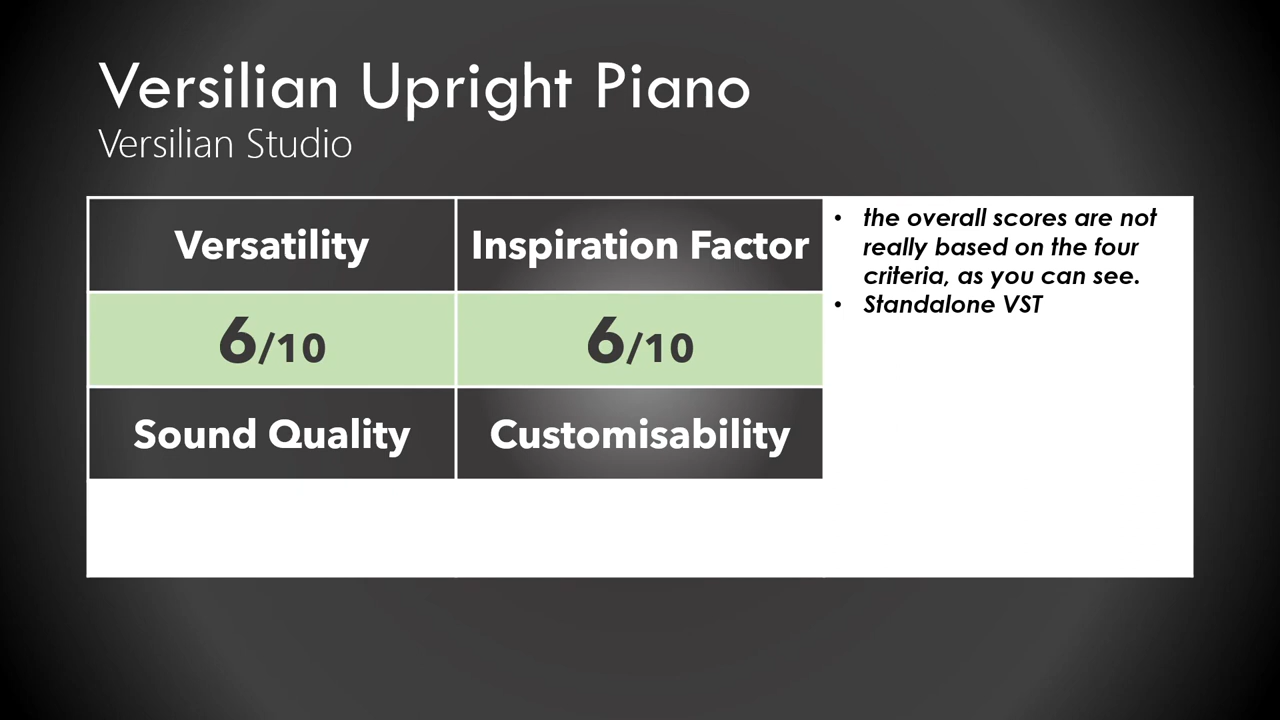 Versilian Upright Piano
Versilian Studio
Versatility
Inspiration Factor
6/10
6/10
Sound Quality
Customisability
• the overall scores are not
really based on the four
criteria, as you can see.
• Standalone VST